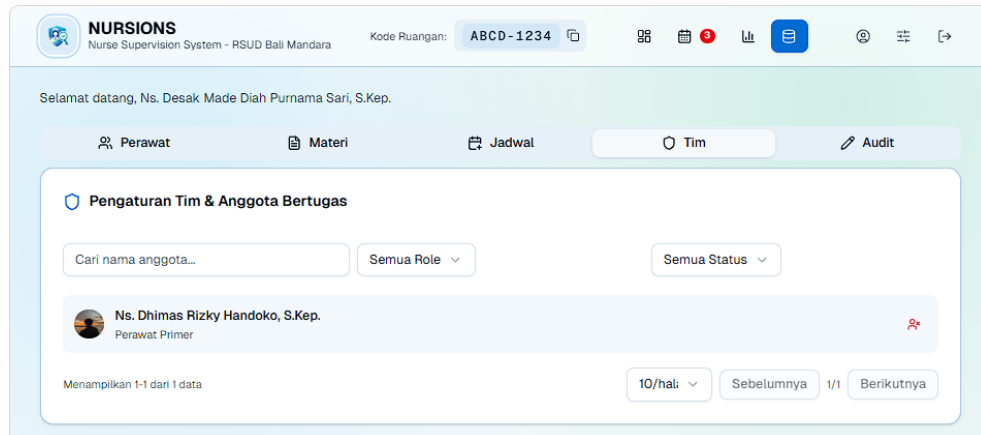 NURSIONS
Nurse Supervision System - RSUD Bali Mandara
Kode Ruangan: ABCD-1234
3
Selamat datang, Ns. Desak Made Diah Purnama Sari, S.Kep.
Perawat Materi Jadwal Tim Audit
Pengaturan Tim & Anggota Bertugas
Cari nama anggota... Semua Role Semua Status
Ns. Dhimas Rizky Handoko, S.Kep.
Perawat Primer
Menampilkan 1-1 dari 1 data 10/hala Sebelumnya 1/1 Berikutnya